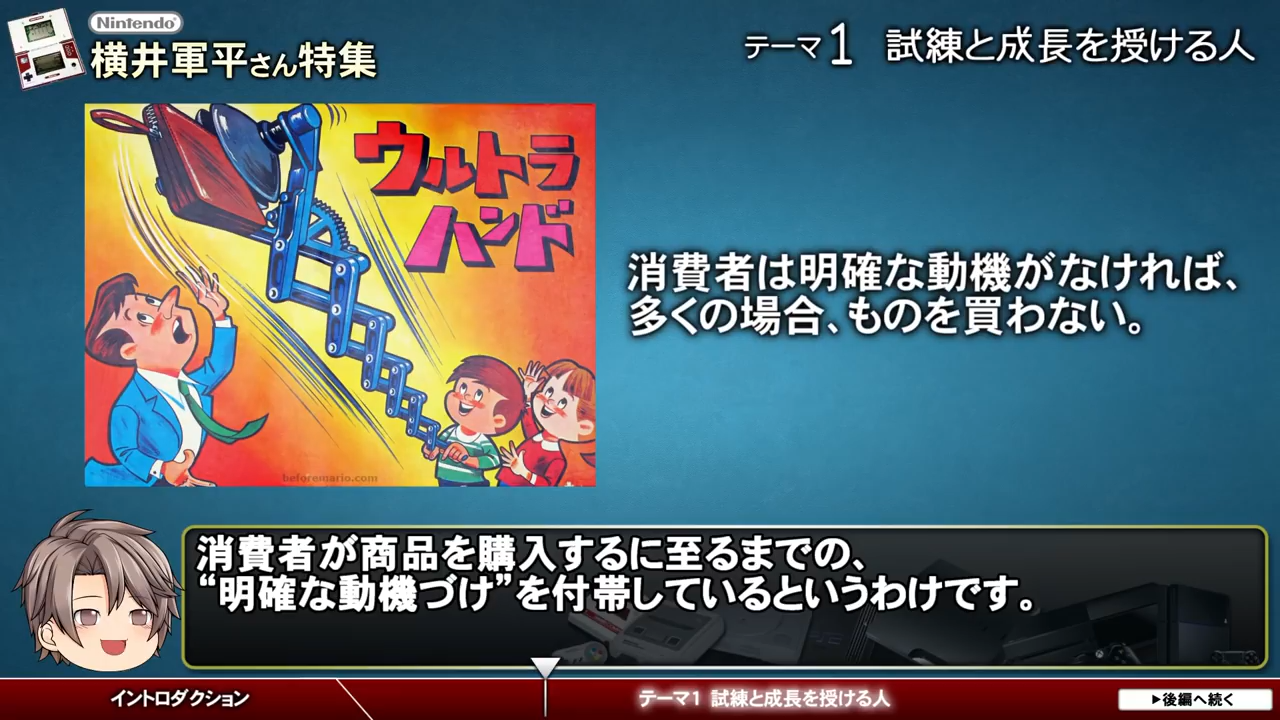 Nintendo
横井軍平さん特集
テーマ1 試練と成長を授ける人
ウルトラ
ハンド
beforemario.com
消費者は明確な動機がなければ、
多くの場合、ものを買わない。
消費者が商品を購入するに至るまでの、
“明確な動機づけ”を付帯しているというわけです。
イントロダクション
テーマ1 試練と成長を授ける人
▶後編へ続く